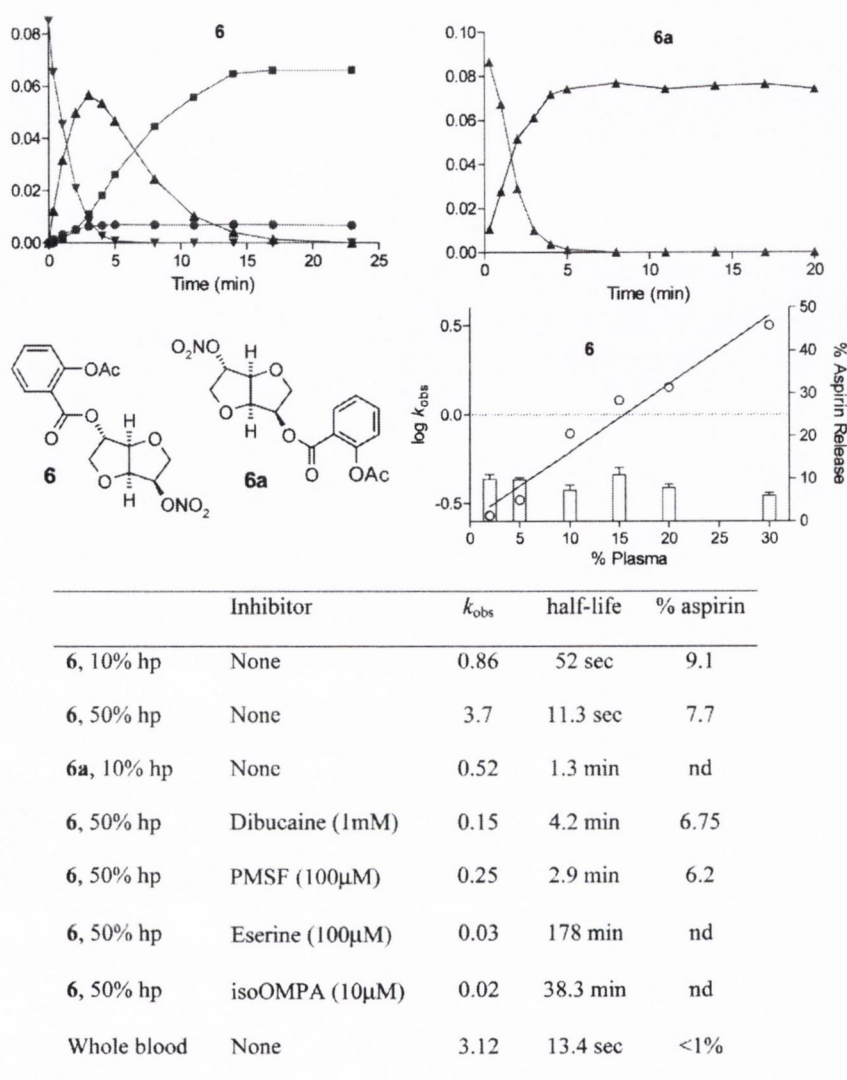 6
0.08
0.06
0.04
0.02
0.00
0 5 10 15 20 25
Time (min)
6a
0.10
0.08
0.06
0.04
0.02
0.00
0 5 10 15 20
Time (min)
OAc
O
O
H
O
O
H
ONO2
6
O2NO
H
O
O
H
O
O
OAc
6a
6
0.5
0.0
-0.5
log kobs
50
40
30
20
10
0
% Aspirin Release
0 5 10 15 20 25 30
% Plasma
Inhibitor kobs half-life % aspirin
6, 10% hp None 0.86 52 sec 9.1
6, 50% hp None 3.7 11.3 sec 7.7
6a, 10% hp None 0.52 1.3 min nd
6, 50% hp Dibucaine (1mM) 0.15 4.2 min 6.75
6, 50% hp PMSF (100µM) 0.25 2.9 min 6.2
6, 50% hp Eserine (100µM) 0.03 178 min nd
6, 50% hp isoOMPA (10µM) 0.02 38.3 min nd
Whole blood None 3.12 13.4 sec <1%